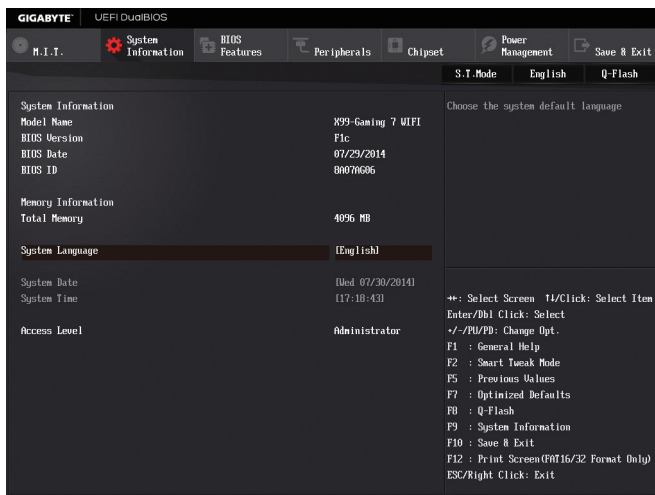 GIGABYTE™ UEFI DualBIOS
M.I.T. System Information BIOS Features Peripherals Chipset Power Management Save & Exit
S.T.Mode English Q-Flash
System Information
Model Name X99-Gaming 7 WIFI
BIOS Version F1c
BIOS Date 07/29/2014
BIOS ID 8A07AG06
Memory Information
Total Memory 4096 MB
System Language [English]
System Date [Wed 07/30/2014]
System Time [17:18:43]
Access Level Administrator
Choose the system default language
→←: Select Screen ↑↓/Click: Select Item
Enter/Dbl Click: Select
+/-/PU/PD: Change Opt.
F1 : General Help
F2 : Smart Tweak Mode
F5 : Previous Values
F7 : Optimized Defaults
F8 : Q-Flash
F9 : System Information
F10 : Save & Exit
F12 : Print Screen(FAT16/32 Format Only)
ESC/Right Click: Exit